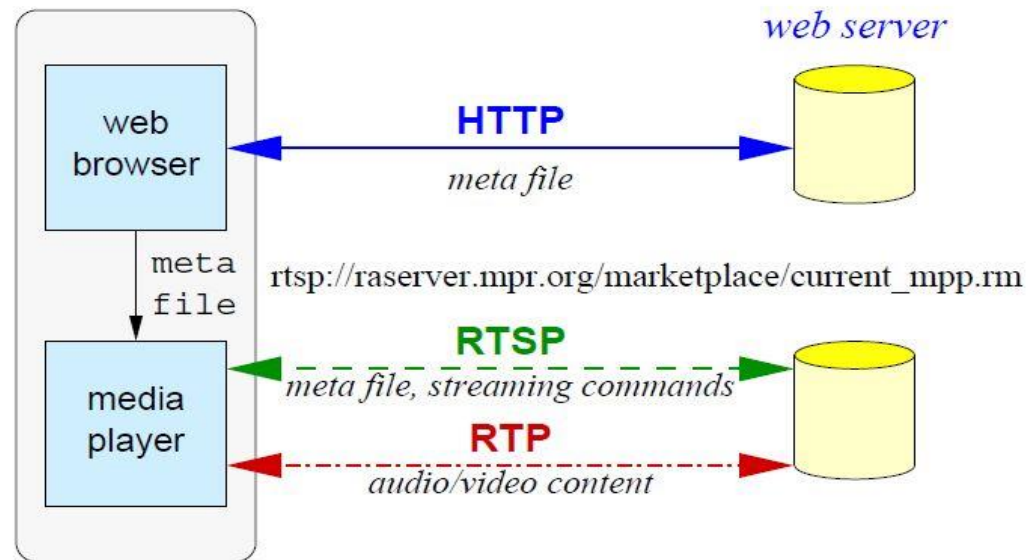 web server
web
browser
HTTP
meta file
meta
file
rtsp://raserver.mpr.org/marketplace/current_mpp.rm
media
player
RTSP
meta file, streaming commands
RTP
audio/video content